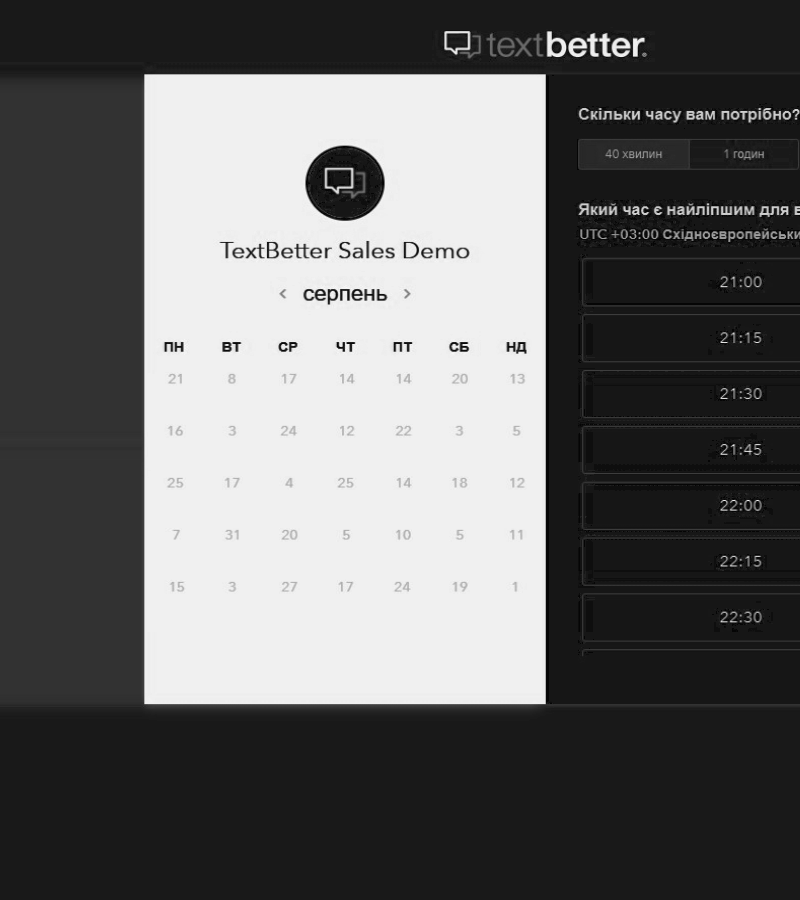 textbetter.
TextBetter Sales Demo
< серпень >
ПН ВТ СР ЧТ ПТ СБ НД
21 8 17 14 14 20 13
16 3 24 12 22 3 5
25 17 4 25 14 18 12
7 31 20 5 10 5 11
15 3 27 17 24 19 1
Скільки часу вам потрібно?
40 хвилин 1 годин
Який час є найліпшим для в
UTC +03:00 Східноєвропейськи
21:00
21:15
21:30
21:45
22:00
22:15
22:30